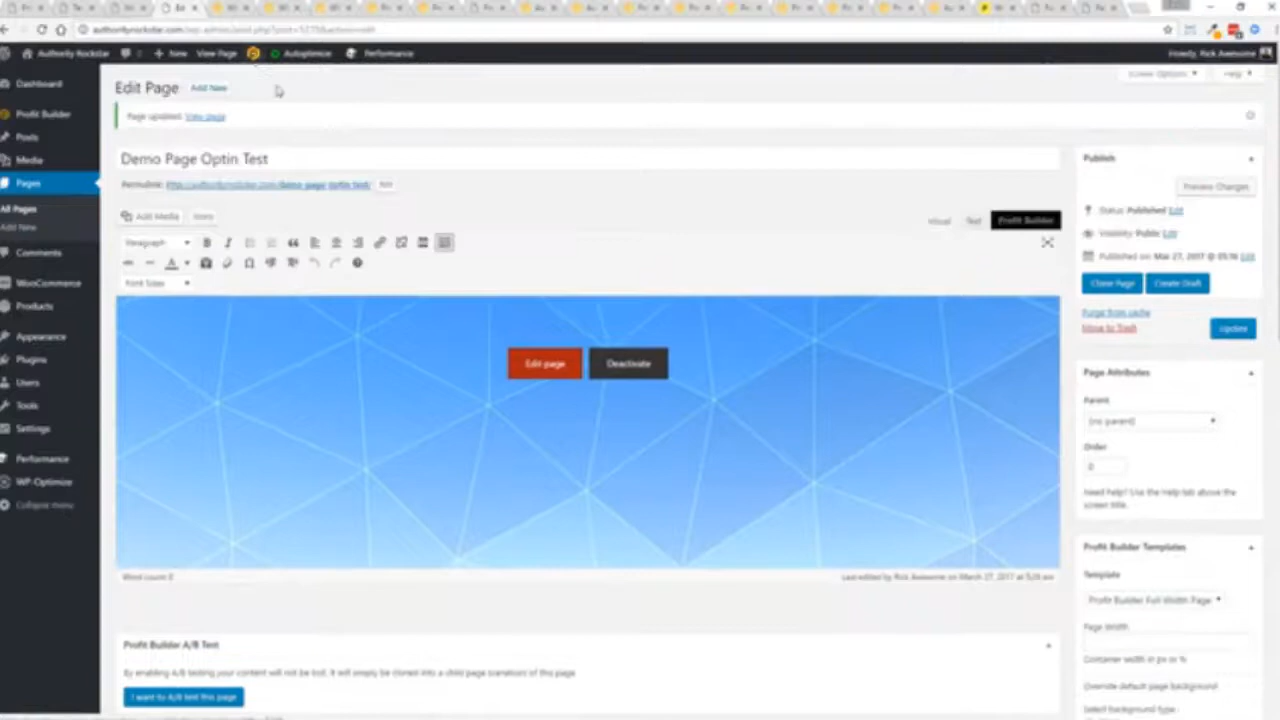 authorityrockstar.com
Authority Rockstar
New
View Page
Autoptimize
Performance
Howdy, Rick Awesome
Dashboard
Profit Builder
Posts
Media
Pages
All Pages
Add New
Comments
WooCommerce
Products
Appearance
Plugins
Users
Tools
Settings
Performance
WP-Optimize
Collapse menu
Edit Page
Add New
Screen Options
Help
Page updated. View page
Demo Page Optin Test
Permalink: http://authorityrockstar.com/demo-page-optin-test/ Edit
Add Media
Visual
Text
Profit Builder
Paragraph
Font Sizes
Edit page
Deactivate
Word count: 0
Last edited by Rick Awesome on March 27, 2017 at 5:26 am
Profit Builder A/B Test
By enabling A/B testing your content will not be lost, it will simply be cloned into a child page (variation) of this page
I want to A/B test this page
Publish
Preview Changes
Status: Published Edit
Visibility: Public Edit
Published on: Mar 27, 2017 @ 05:16 Edit
Clone Page
Create Draft
Purge from cache
Move to Trash
Update
Page Attributes
Parent
(no parent)
Order
0
Need help? Use the Help tab above the
screen title.
Profit Builder Templates
Template
Profit Builder Full Width Page
Page Width
Container width in px or %
Override default page background
Select background type